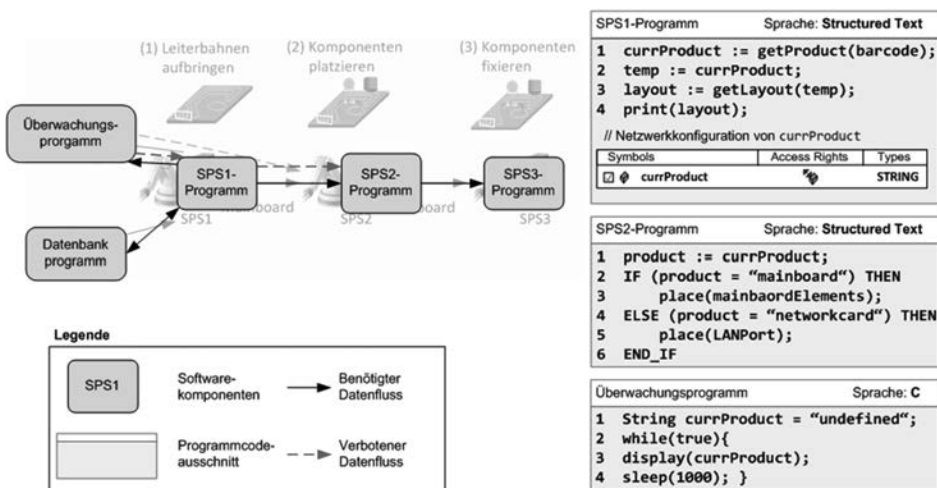 (1) Leiterbahnen
aufbringen
(2) Komponenten
platzieren
(3) Komponenten
fixieren
Überwachungs-
prorgamm
SPS1-
Programm
SPS2-
Programm
SPS3-
Programm
Mainboard
board
SPS1
SPS2
SPS3
Datenbank
programm
Legende
SPS1
Software-
komponenten
Benötigter
Datenfluss
Programmcode-
ausschnitt
Verbotener
Datenfluss
SPS1-Programm Sprache: Structured Text
1 currProduct := getProduct(barcode);
2 temp := currProduct;
3 layout := getLayout(temp);
4 print(layout);
// Netzwerkkonfiguration von currProduct
Symbols Access Rights Types
currProduct STRING
SPS2-Programm Sprache: Structured Text
1 product := currProduct;
2 IF (product = “mainboard“) THEN
3 place(mainbaordElements);
4 ELSE (product = “networkcard“) THEN
5 place(LANPort);
6 END_IF
Überwachungsprogramm Sprache: C
1 String currProduct = “undefined“;
2 while(true){
3 display(currProduct);
4 sleep(1000); }